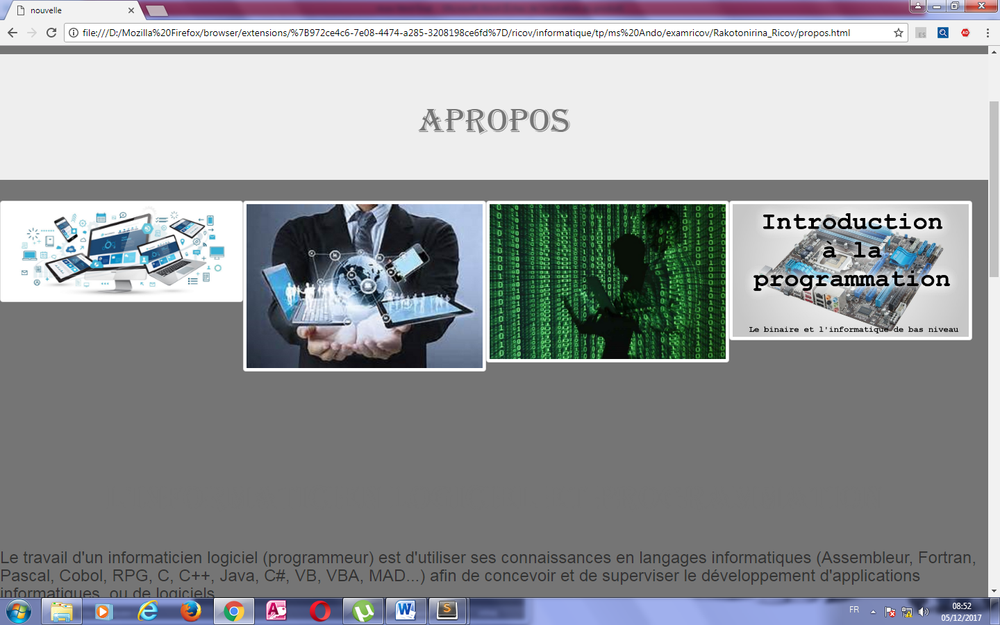 nouvelle
file:///D:/Mozilla%20Firefox/browser/extensions/%7B972ce4c6-7e08-4474-a285-3208198ce6fd%7D/ricov/informatique/tp/ms%20Ando/examricov/Rakotonirina_Ricov/propos.html
APROPOS
Introduction
à la
programmation
Le binaire et l'informatique de bas niveau
Le travail d'un informaticien logiciel (programmeur) est d'utiliser ses connaissances en langages informatiques (Assembleur, Fortran,
Pascal, Cobol, RPG, C, C++, Java, C#, VB, VBA, MAD...) afin de concevoir et de superviser le développement d'applications
informatiques, ou de logiciels
FR
08:52
05/12/2017